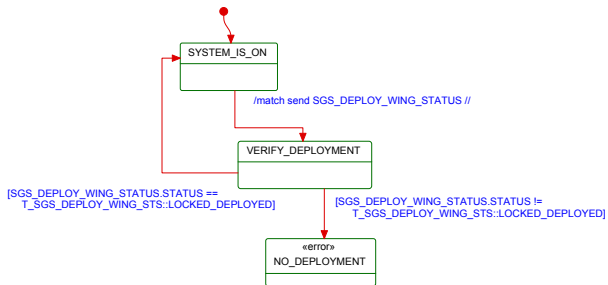 SYSTEM_IS_ON
/match send SGS_DEPLOY_WING_STATUS //
VERIFY_DEPLOYMENT
[SGS_DEPLOY_WING_STATUS.STATUS ==
T_SGS_DEPLOY_WING_STS::LOCKED_DEPLOYED]
[SGS_DEPLOY_WING_STATUS.STATUS !=
T_SGS_DEPLOY_WING_STS::LOCKED_DEPLOYED]
«error»
NO_DEPLOYMENT